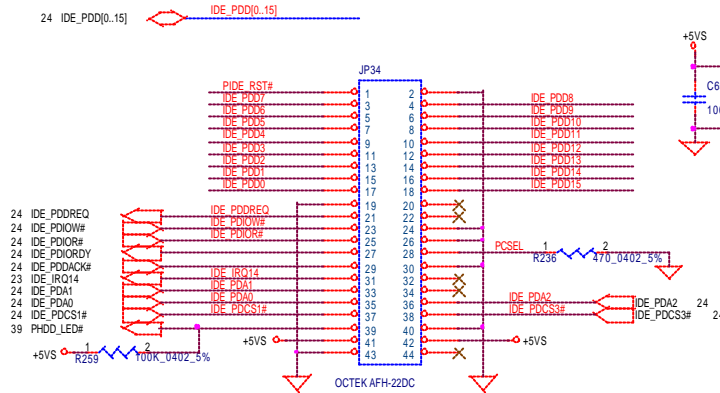 24 IDE_PDD[0..15] IDE_PDD[0..15]
+5VS
JP34
PIDE_RST# 1 2
IDE_PDD7 3 4 IDE_PDD8
IDE_PDD6 5 6 IDE_PDD9
IDE_PDD5 7 8 IDE_PDD10
IDE_PDD4 9 10 IDE_PDD11
IDE_PDD3 11 12 IDE_PDD12
IDE_PDD2 13 14 IDE_PDD13
IDE_PDD1 15 16 IDE_PDD14
IDE_PDD0 17 18 IDE_PDD15
19 20
24 IDE_PDDREQ IDE_PDDREQ 21 22
24 IDE_PDIOW# IDE_PDIOW# 23 24
24 IDE_PDIOR# IDE_PDIOR# 25 26
24 IDE_PDIORDY 27 28 PCSEL 1 2
R236 470_0402_5%
24 IDE_PDDACK# 29 30
23 IDE_IRQ14 IDE_IRQ14 31 32
24 IDE_PDA1 IDE_PDA1 33 34
24 IDE_PDA0 IDE_PDA0 35 36 IDE_PDA2 IDE_PDA2 24
24 IDE_PDCS1# IDE_PDCS1# 37 38 IDE_PDCS3# IDE_PDCS3# 24
39 PHDD_LED# 39 40
+5VS 41 42 +5VS
+5VS 1 2 43 44
R259 100K_0402_5%
OCTEK AFH-22DC